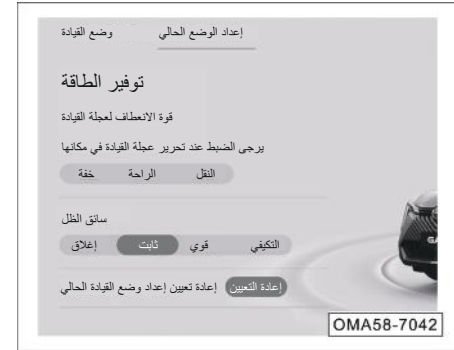 إعداد الوضع الحالي وضع القيادة
توفير الطاقة
قوة الانعطاف لعجلة القيادة
يرجى الضبط عند تحرير عجلة القيادة في مكانها
النقل الراحة خفة
سائق الظل
التكيفي قوي ثابت إغلاق
إعادة التعيين إعادة تعيين إعداد وضع القيادة الحالي
GA
OMA58-7042